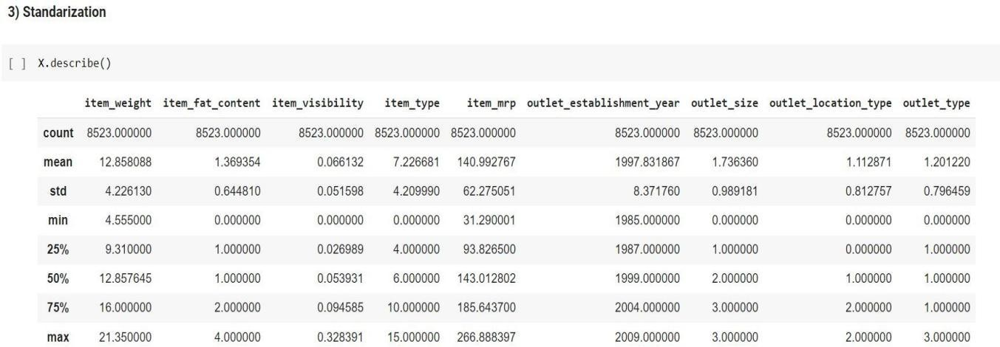 3) Standarization
[ ] X.describe()
item_weight item_fat_content item_visibility item_type item_mrp outlet_establishment_year outlet_size outlet_location_type outlet_type
count 8523.000000 8523.000000 8523.000000 8523.000000 8523.000000 8523.000000 8523.000000 8523.000000 8523.000000
mean 12.858088 1.369354 0.066132 7.226681 140.992767 1997.831867 1.736360 1.112871 1.201220
std 4.226130 0.644810 0.051598 4.209990 62.275051 8.371760 0.989181 0.812757 0.796459
min 4.555000 0.000000 0.000000 0.000000 31.290001 1985.000000 0.000000 0.000000 0.000000
25% 9.310000 1.000000 0.026989 4.000000 93.826500 1987.000000 1.000000 0.000000 1.000000
50% 12.857645 1.000000 0.053931 6.000000 143.012802 1999.000000 2.000000 1.000000 1.000000
75% 16.000000 2.000000 0.094585 10.000000 185.643700 2004.000000 3.000000 2.000000 1.000000
max 21.350000 4.000000 0.328391 15.000000 266.888397 2009.000000 3.000000 2.000000 3.000000